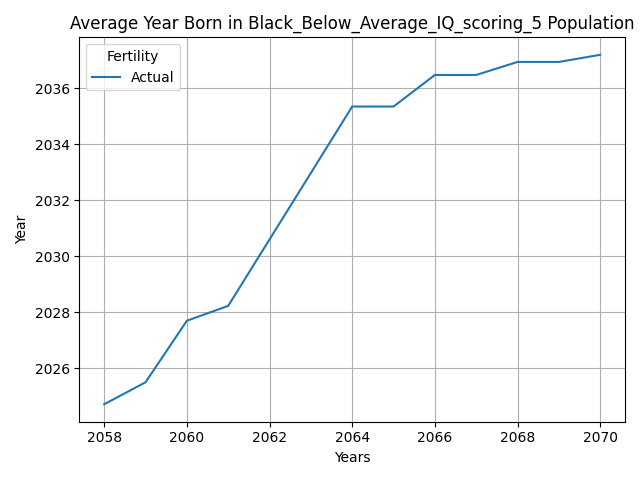 Average Year Born in Black_Below_Average_IQ_scoring_5 Population
Fertility
Actual
Year
2036
2034
2032
2030
2028
2026
2058 2060 2062 2064 2066 2068 2070
Years